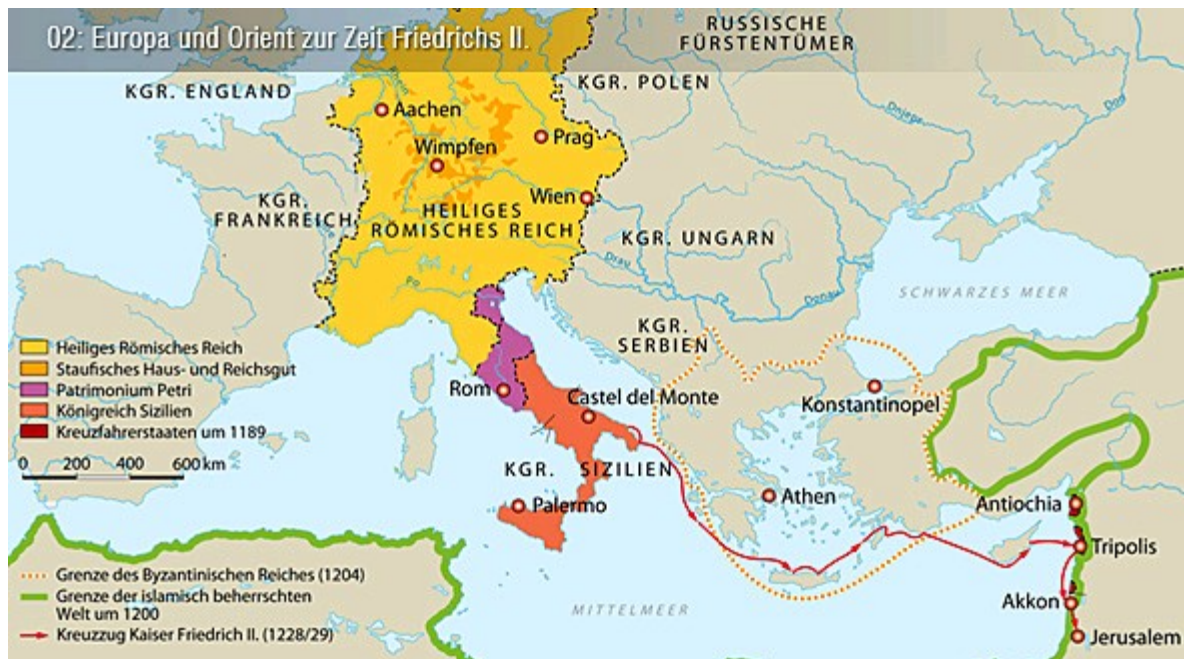 02: Europa und Orient zur Zeit Friedrichs II.
RUSSISCHE
FÜRSTENTÜMER
KGR. ENGLAND
KGR. POLEN
Rhein
Dnjepr
Don
Aachen
Prag
Wimpfen
KGR.
FRANKREICH
Wien
HEILIGES
RÖMISCHES REICH
KGR. UNGARN
Drau
Po
Donau
SCHWARZES MEER
KGR.
SERBIEN
Heiliges Römisches Reich
Staufisches Haus- und Reichsgut
Patrimonium Petri
Königreich Sizilien
Kreuzfahrerstaaten um 1189
0 200 400 600 km
Rom
Castel del Monte
Konstantinopel
KGR. SIZILIEN
Palermo
Athen
Antiochia
Tripolis
Akkon
Jerusalem
MITTELMEER
Grenze des Byzantinischen Reiches (1204)
Grenze der islamisch beherrschten
Welt um 1200
Kreuzzug Kaiser Friedrich II. (1228/29)